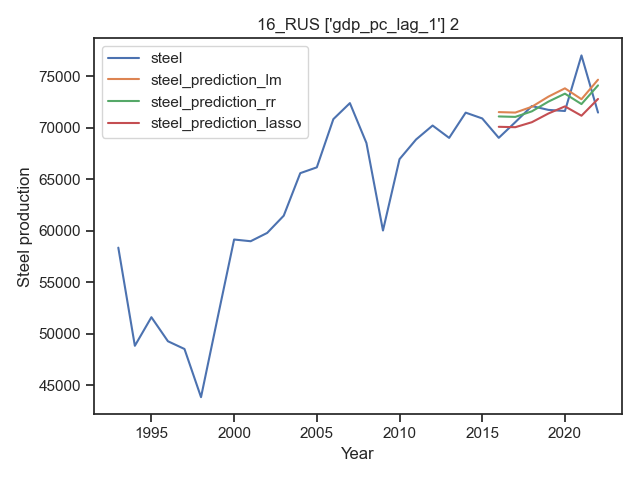 16_RUS ['gdp_pc_lag_1'] 2
steel
steel_prediction_lm
steel_prediction_rr
steel_prediction_lasso
75000
70000
65000
60000
55000
50000
45000
Steel production
1995
2000
2005
2010
2015
2020
Year